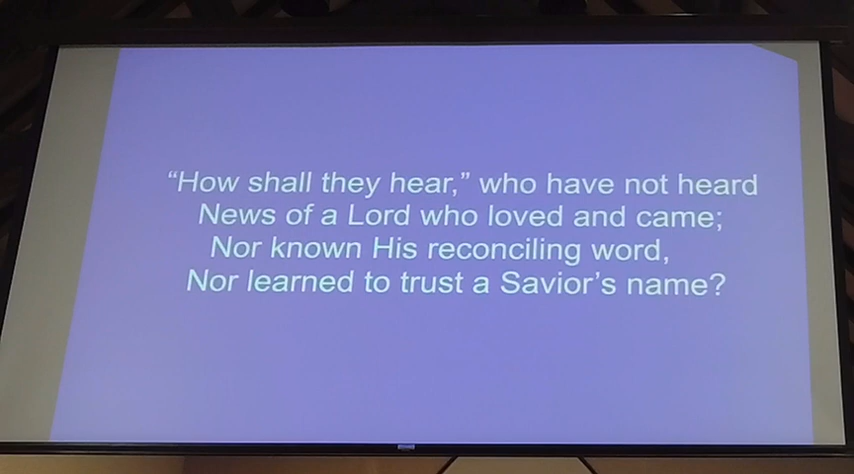 “How shall they hear,” who have not heard
News of a Lord who loved and came;
Nor known His reconciling word,
Nor learned to trust a Savior’s name?